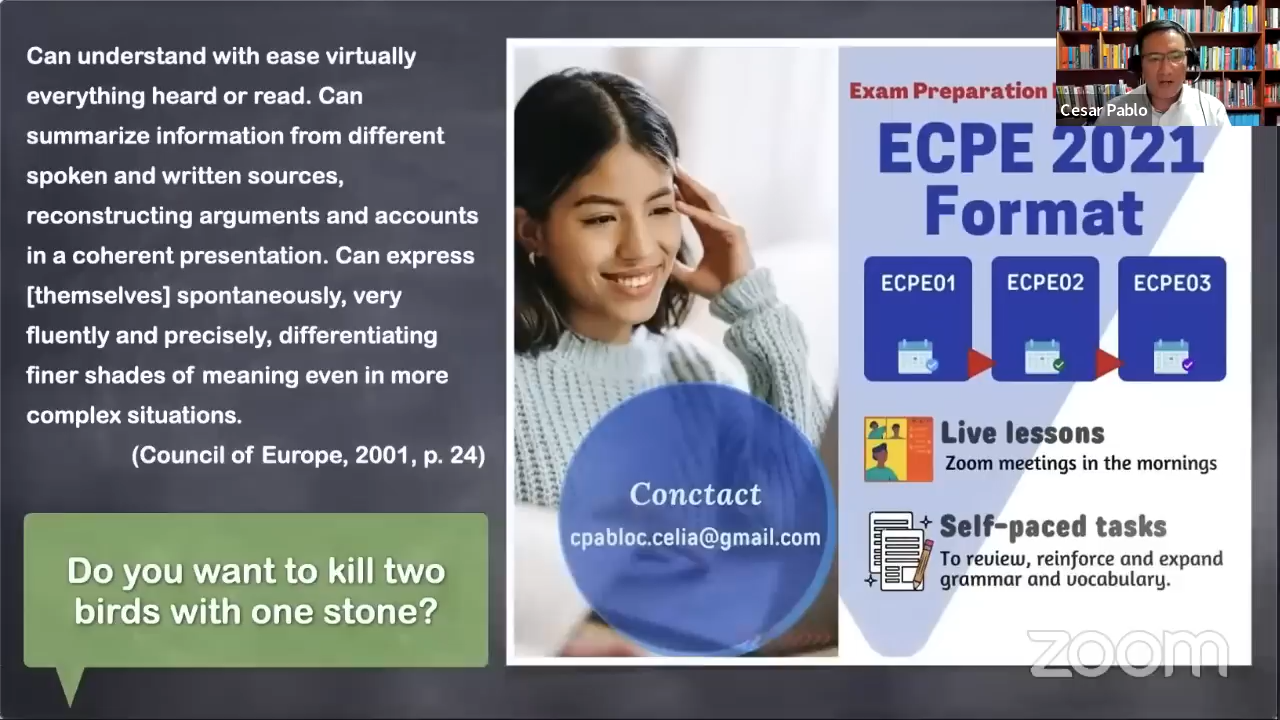 Can understand with ease virtually
everything heard or read. Can
summarize information from different
spoken and written sources,
reconstructing arguments and accounts
in a coherent presentation. Can express
[themselves] spontaneously, very
fluently and precisely, differentiating
finer shades of meaning even in more
complex situations.
(Council of Europe, 2001, p. 24)
Do you want to kill two
birds with one stone?
Conctact
cpabloc.celia@gmail.com
Exam Preparation
Cesar Pablo
ECPE 2021
Format
ECPE01
ECPE02
ECPE03
Live lessons
Zoom meetings in the mornings
Self-paced tasks
To review, reinforce and expand
grammar and vocabulary.
zoom